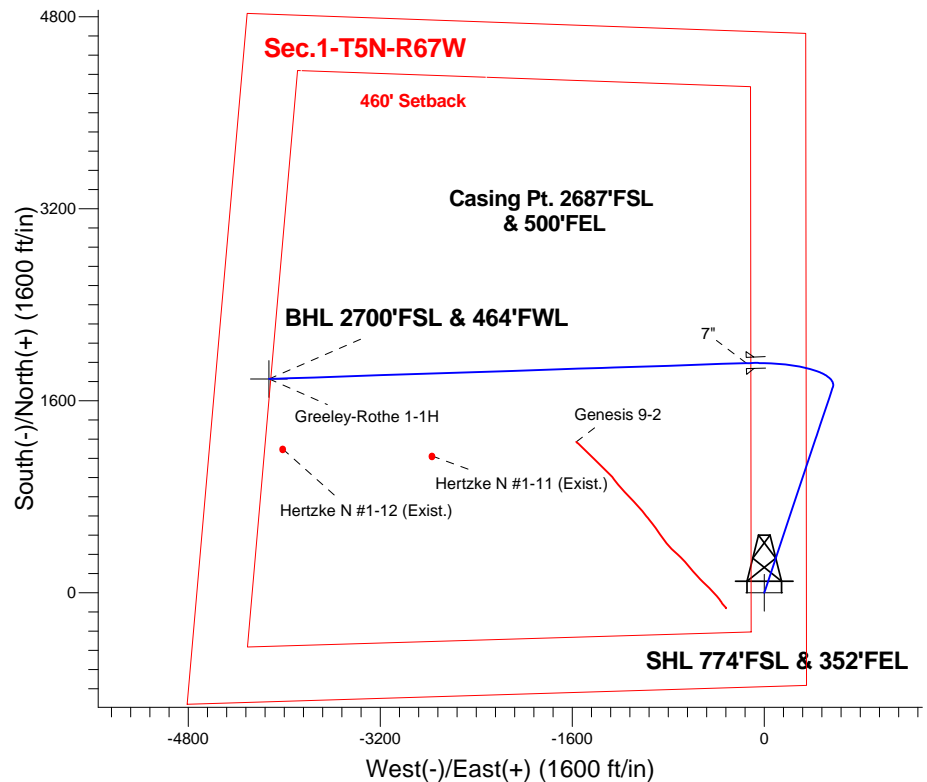 4800
Sec.1-T5N-R67W
460' Setback
3200
Casing Pt. 2687'FSL
& 500'FEL
BHL 2700'FSL & 464'FWL
7"
1600
Greeley-Rothe 1-1H
Genesis 9-2
Hertzke N #1-11 (Exist.)
Hertzke N #1-12 (Exist.)
0
SHL 774'FSL & 352'FEL
South(-)/North(+) (1600 ft/in)
-4800
-3200
-1600
0
West(-)/East(+) (1600 ft/in)